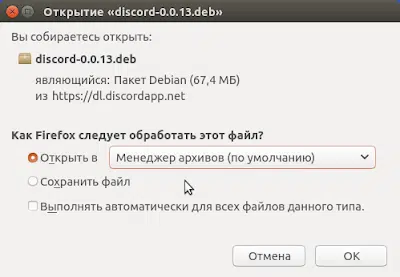 Открытие «discord-0.0.13.deb»
Вы собираетесь открыть:
discord-0.0.13.deb
являющийся: Пакет Debian (67,4 МБ)
из https://dl.discordapp.net
Как Firefox следует обработать этот файл?
Открыть в Менеджер архивов (по умолчанию)
Сохранить файл
Выполнять автоматически для всех файлов данного типа.
Отмена OK